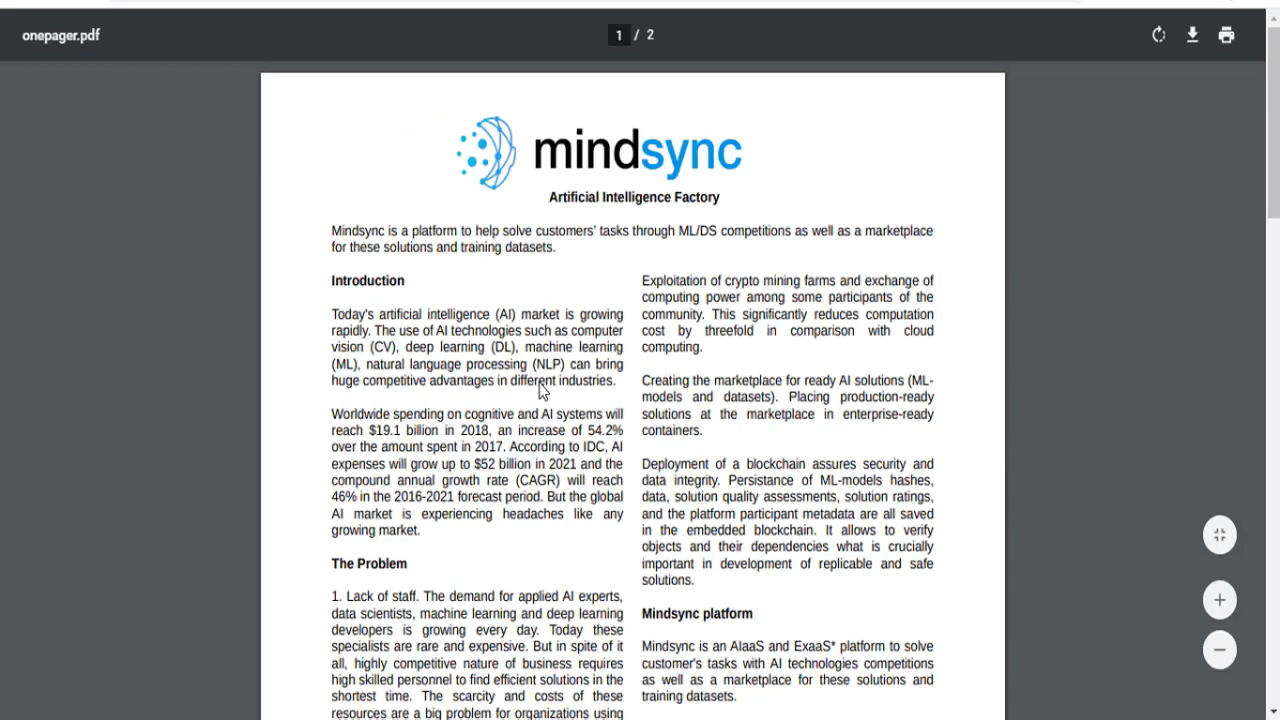 onepager.pdf
1 / 2
mindsync
Artificial Intelligence Factory
Mindsync is a platform to help solve customers' tasks through ML/DS competitions as well as a marketplace
for these solutions and training datasets.
Introduction
Today's artificial intelligence (AI) market is growing
rapidly. The use of AI technologies such as computer
vision (CV), deep learning (DL), machine learning
(ML), natural language processing (NLP) can bring
huge competitive advantages in different industries.
Worldwide spending on cognitive and AI systems will
reach $19.1 billion in 2018, an increase of 54.2%
over the amount spent in 2017. According to IDC, AI
expenses will grow up to $52 billion in 2021 and the
compound annual growth rate (CAGR) will reach
46% in the 2016-2021 forecast period. But the global
AI market is experiencing headaches like any
growing market.
The Problem
1. Lack of staff. The demand for applied AI experts,
data scientists, machine learning and deep learning
developers is growing every day. Today these
specialists are rare and expensive. But in spite of it
all, highly competitive nature of business requires
high skilled personnel to find efficient solutions in the
shortest time. The scarcity and costs of these
resources are a big problem for organizations using
Exploitation of crypto mining farms and exchange of
computing power among some participants of the
community. This significantly reduces computation
cost by threefold in comparison with cloud
computing.
Creating the marketplace for ready AI solutions (ML-
models and datasets). Placing production-ready
solutions at the marketplace in enterprise-ready
containers.
Deployment of a blockchain assures security and
data integrity. Persistance of ML-models hashes,
data, solution quality assessments, solution ratings,
and the platform participant metadata are all saved
in the embedded blockchain. It allows to verify
objects and their dependencies what is crucially
important in development of replicable and safe
solutions.
Mindsync platform
Mindsync is an AIaaS and ExaaS* platform to solve
customer's tasks with AI technologies competitions
as well as a marketplace for these solutions and
training datasets.